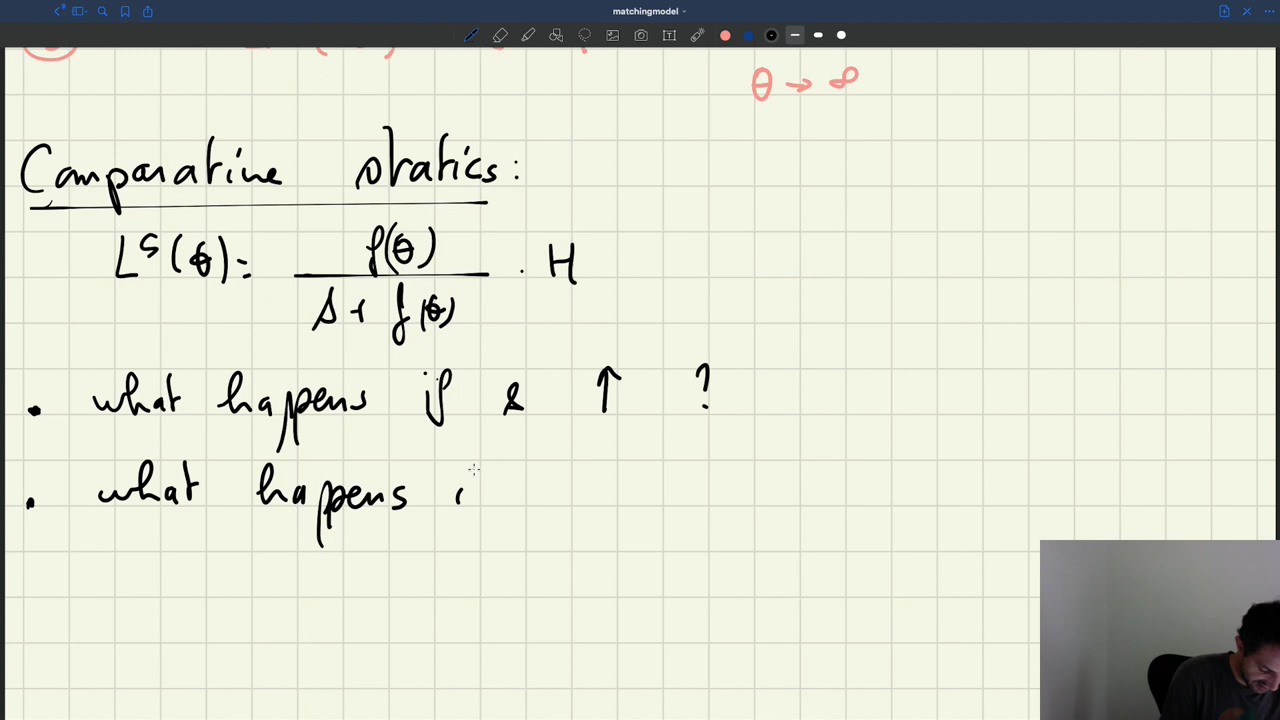 matchingmodel
θ → ∞
Comparative statics:
L^s(θ) = f(θ) / (s + f(θ)) · H
• what happens if s ↑ ?
• what happens i